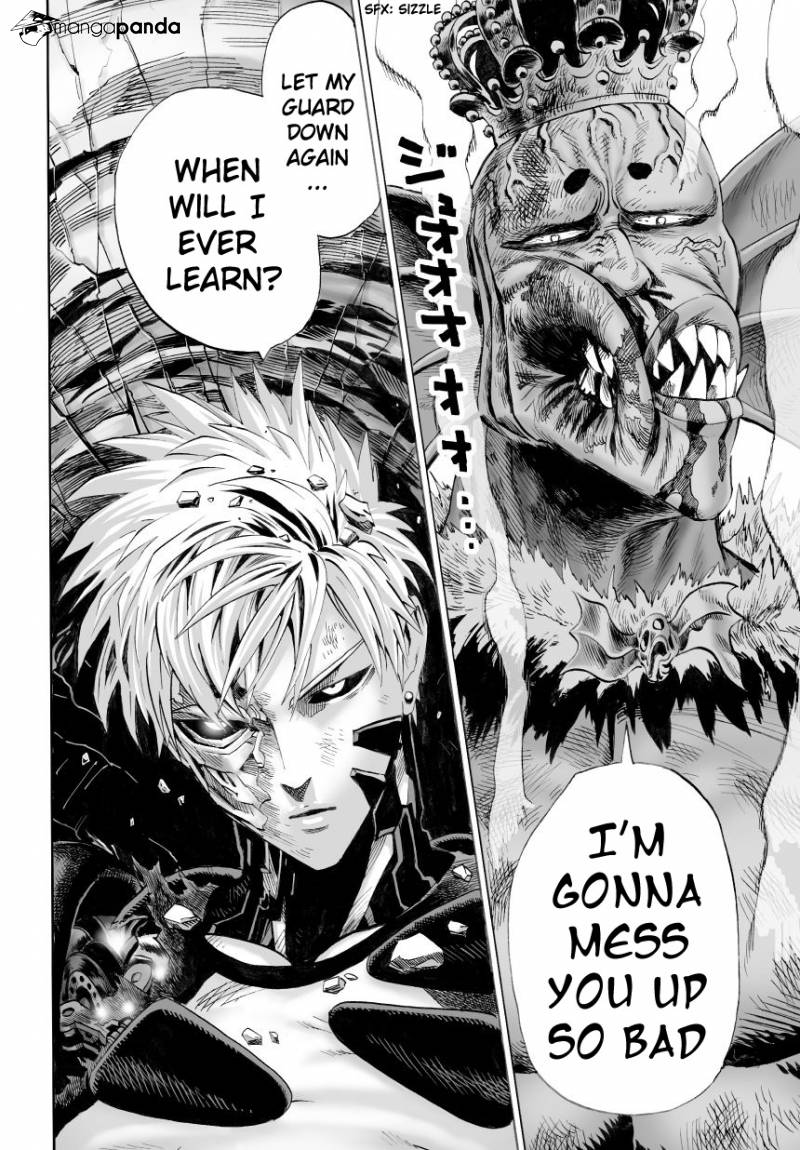 mangapanda
SFX: SIZZLE
ジュオオオオオオ…
I'M
GONNA
MESS
YOU UP
SO BAD
LET MY
GUARD
DOWN
AGAIN
...
WHEN
WILL I
EVER
LEARN?